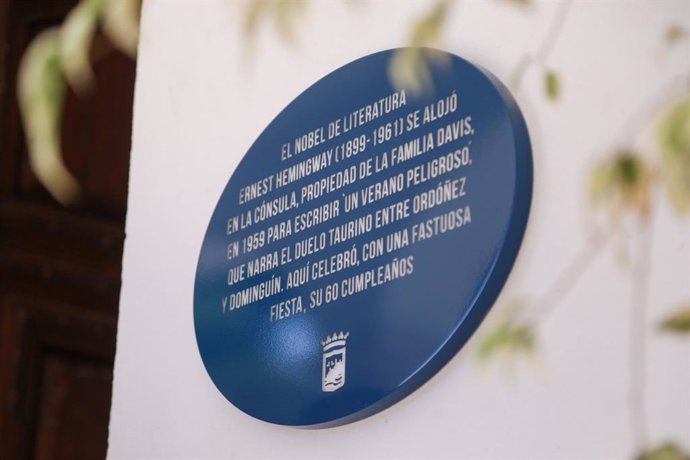 EL NOBEL DE LITERATURA
ERNEST HEMINGWAY (1899-1961) SE ALOJÓ
EN LA CÓNSULA, PROPIEDAD DE LA FAMILIA DAVIS,
EN 1959 PARA ESCRIBIR 'UN VERANO PELIGROSO',
QUE NARRA EL DUELO TAURINO ENTRE ORDÓÑEZ
Y DOMINGUÍN. AQUÍ CELEBRÓ, CON UNA FASTUOSA
FIESTA, SU 60 CUMPLEAÑOS